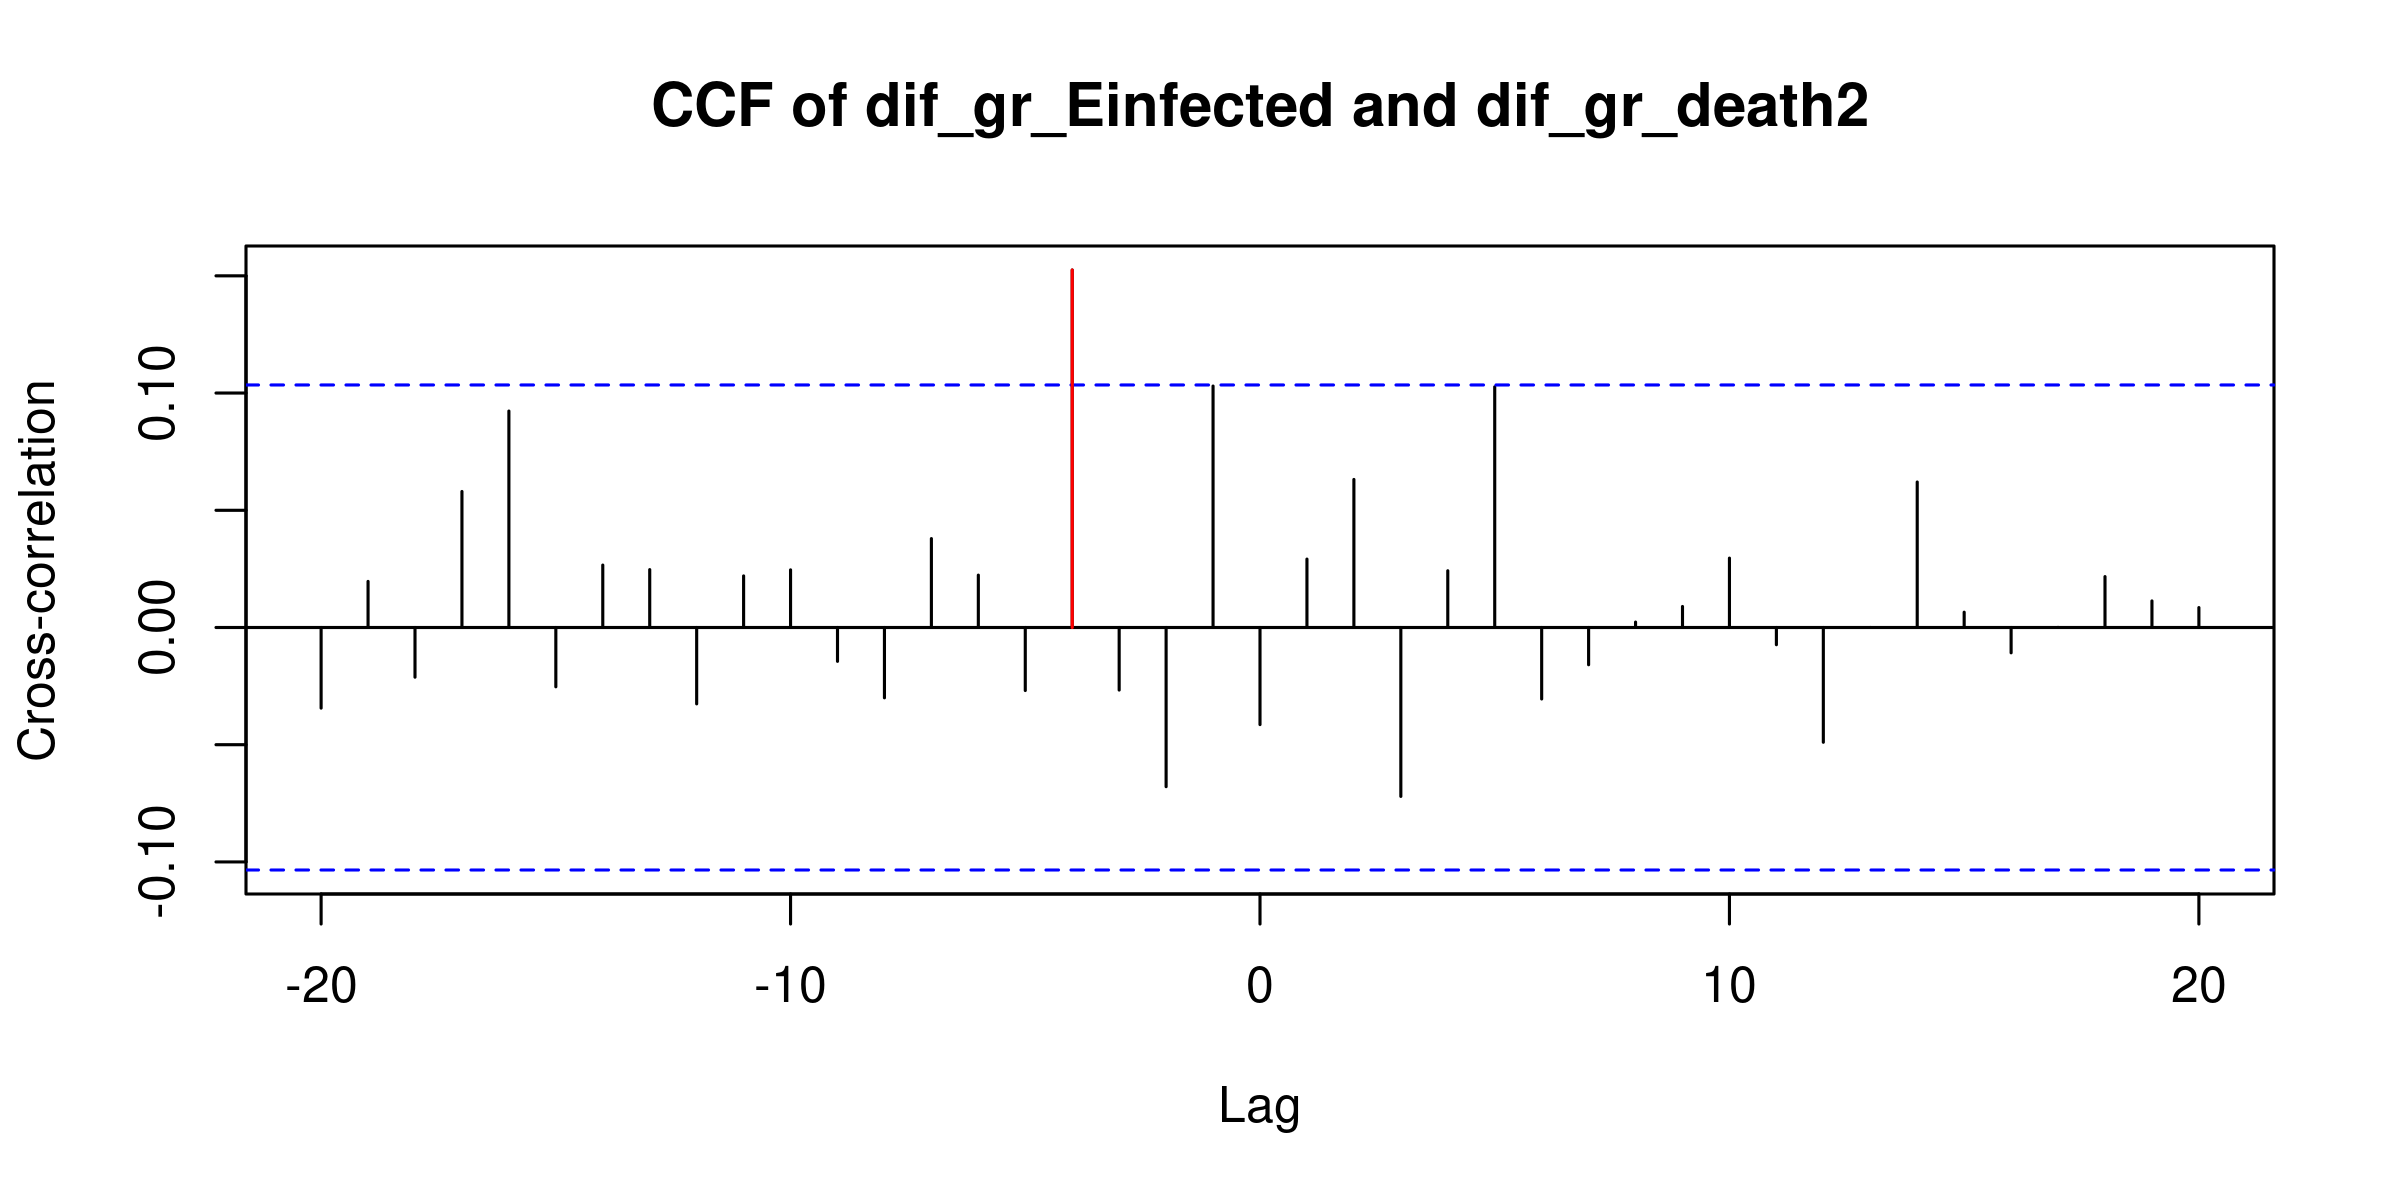 CCF of dif_gr_Einfected and dif_gr_death2
Cross-correlation
0.10
0.00
-0.10
-20 -10 0 10 20
Lag